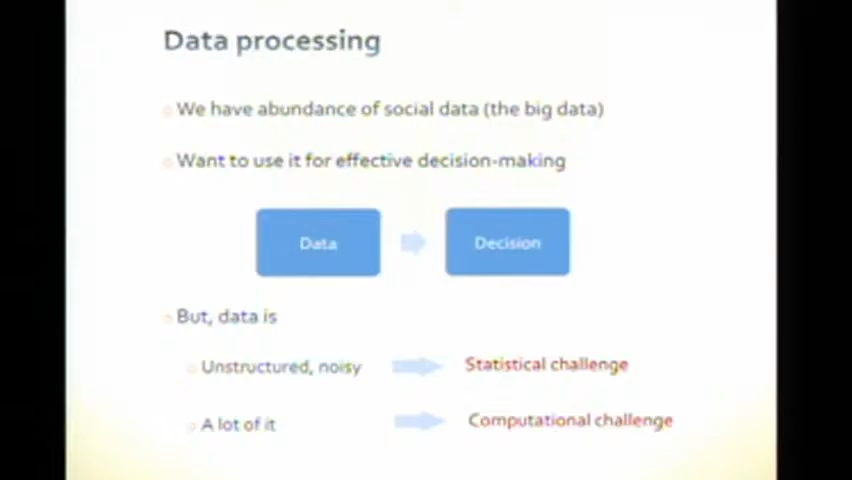 Data processing
We have abundance of social data (the big data)
Want to use it for effective decision-making
Data
Decision
But, data is
Unstructured, noisy
Statistical challenge
A lot of it
Computational challenge